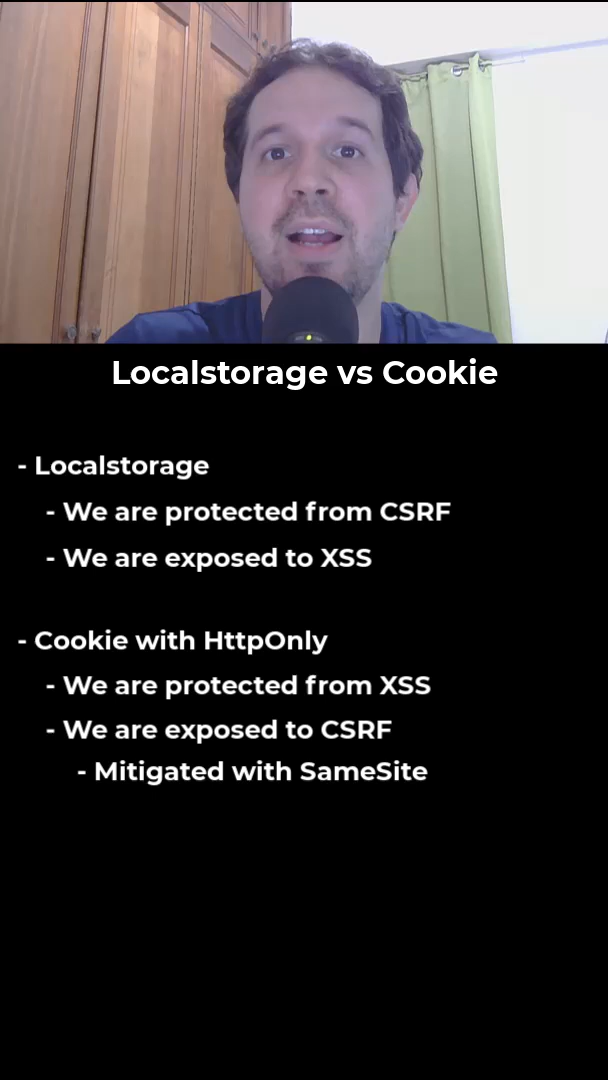 Localstorage vs Cookie
- Localstorage
- We are protected from CSRF
- We are exposed to XSS
- Cookie with HttpOnly
- We are protected from XSS
- We are exposed to CSRF
- Mitigated with SameSite